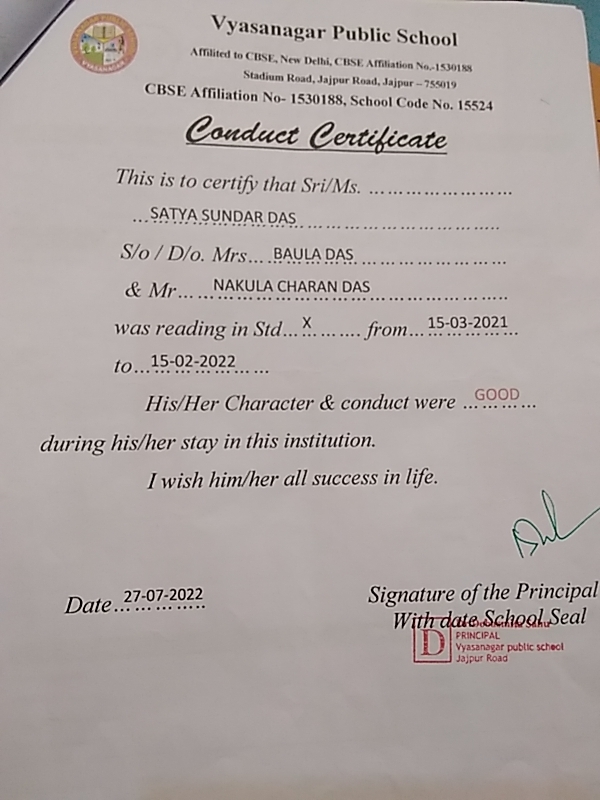 VYASANAGAR
Vyasanagar Public School
Affilited to CBSE, New Delhi, CBSE Affiliation No.-1530188
Stadium Road, Jajpur Road, Jajpur – 755019
CBSE Affiliation No- 1530188, School Code No. 15524
Conduct Certificate
This is to certify that Sri/Ms. ……………………
…SATYA SUNDAR DAS……………………
S/o / D/o. Mrs…BAULA DAS……………………
& Mr…NAKULA CHARAN DAS……………………
was reading in Std…X………from…15-03-2021…
to…15-02-2022………
His/Her Character & conduct were …GOOD…
during his/her stay in this institution.
I wish him/her all success in life.
Date…27-07-2022……
Signature of the Principal
With date School Seal
D
PRINCIPAL
Vyasanagar public school
Jajpur Road